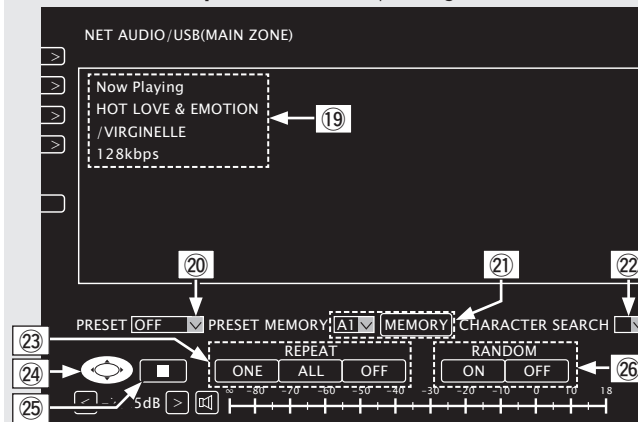 NET AUDIO/USB(MAIN ZONE)
>
>
>
>
Now Playing
HOT LOVE & EMOTION
/VIRGINELLE
128kbps
⑲
⑳ ㉑ ㉒
PRESET OFF PRESET MEMORY A1 MEMORY CHARACTER SEARCH
㉓ REPEAT RANDOM
㉔ ONE ALL OFF ON OFF ㉖
㉕ < 5dB > ∞ -80 -70 -60 -50 -40 -30 -20 -10 0 10 18